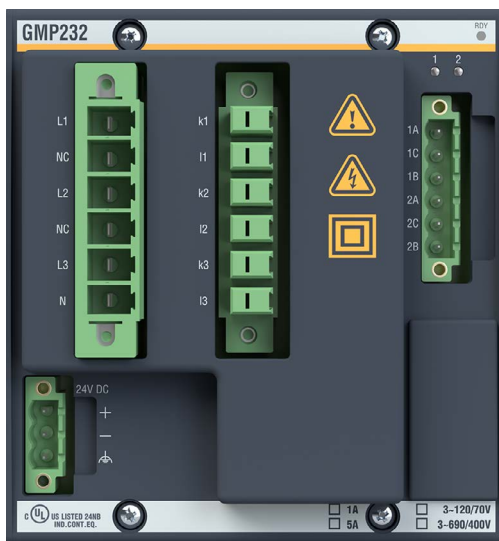 GMP232
RDY
1 2
L1
NC
L2
NC
L3
N
k1
l1
k2
l2
k3
l3
1A
1C
1B
2A
2C
2B
24V DC
+
−
c UL US LISTED 24NB
IND.CONT.EQ.
1A
5A
3~120/70V
3~690/400V